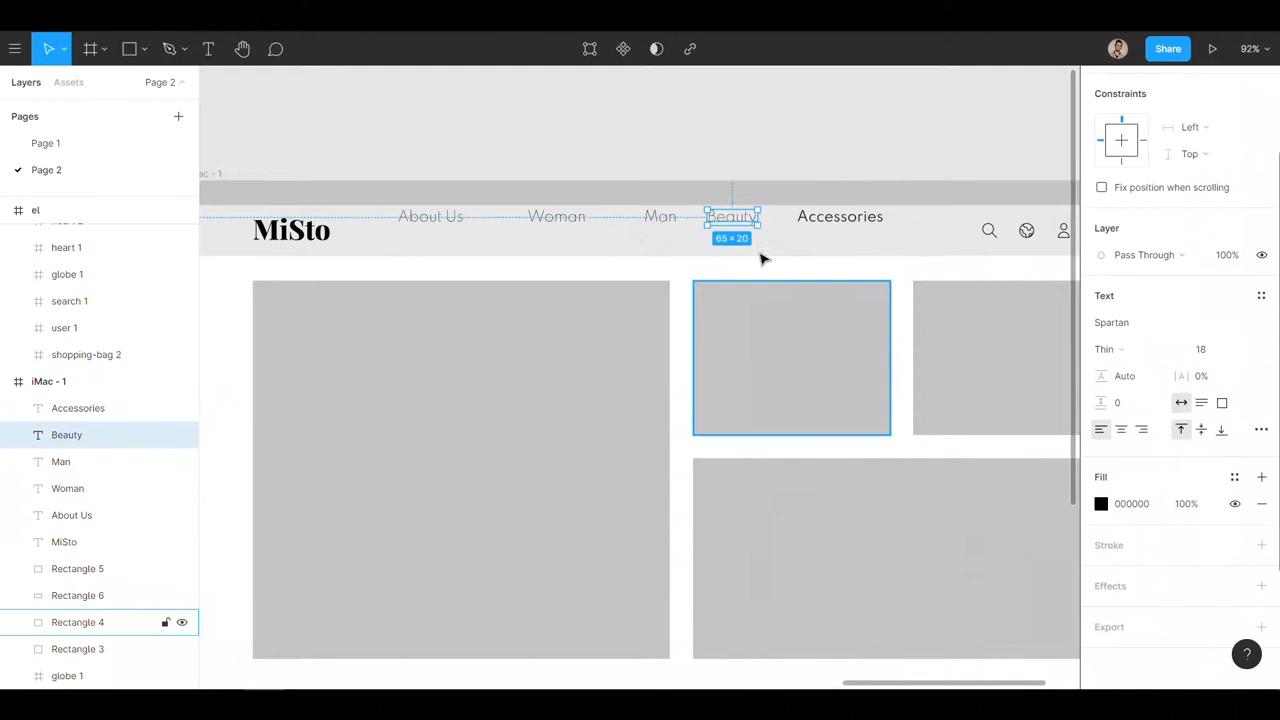 Share
92%
Layers
Assets
Page 2
Pages
Page 1
Page 2
el
heart 1
globe 1
search 1
user 1
shopping-bag 2
iMac - 1
Accessories
Beauty
Man
Woman
About Us
MiSto
Rectangle 5
Rectangle 6
Rectangle 4
Rectangle 3
globe 1
ac - 1
About Us
Woman
Man
Beauty
Accessories
MiSto
65 × 20
Constraints
Left
Top
Fix position when scrolling
Layer
Pass Through
100%
Text
Spartan
Thin
18
Auto
0%
0
Fill
000000
100%
Stroke
Effects
Export
?